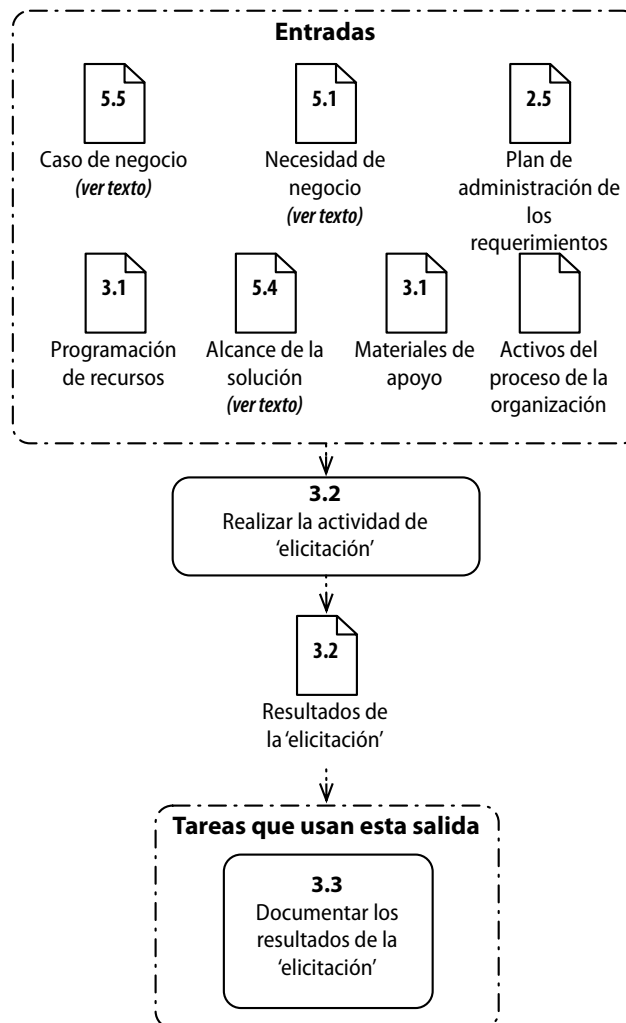 Entradas
5.5
5.1
2.5
Caso de negocio
(ver texto)
Necesidad de
negocio
(ver texto)
Plan de
administración de
los
requerimientos
3.1
5.4
3.1
Programación
de recursos
Alcance de la
solución
(ver texto)
Materiales de
apoyo
Activos del
proceso de la
organización
3.2
Realizar la actividad de
‘elicitación’
3.2
Resultados de
la ‘elicitación’
Tareas que usan esta salida
3.3
Documentar los
resultados de la
‘elicitación’